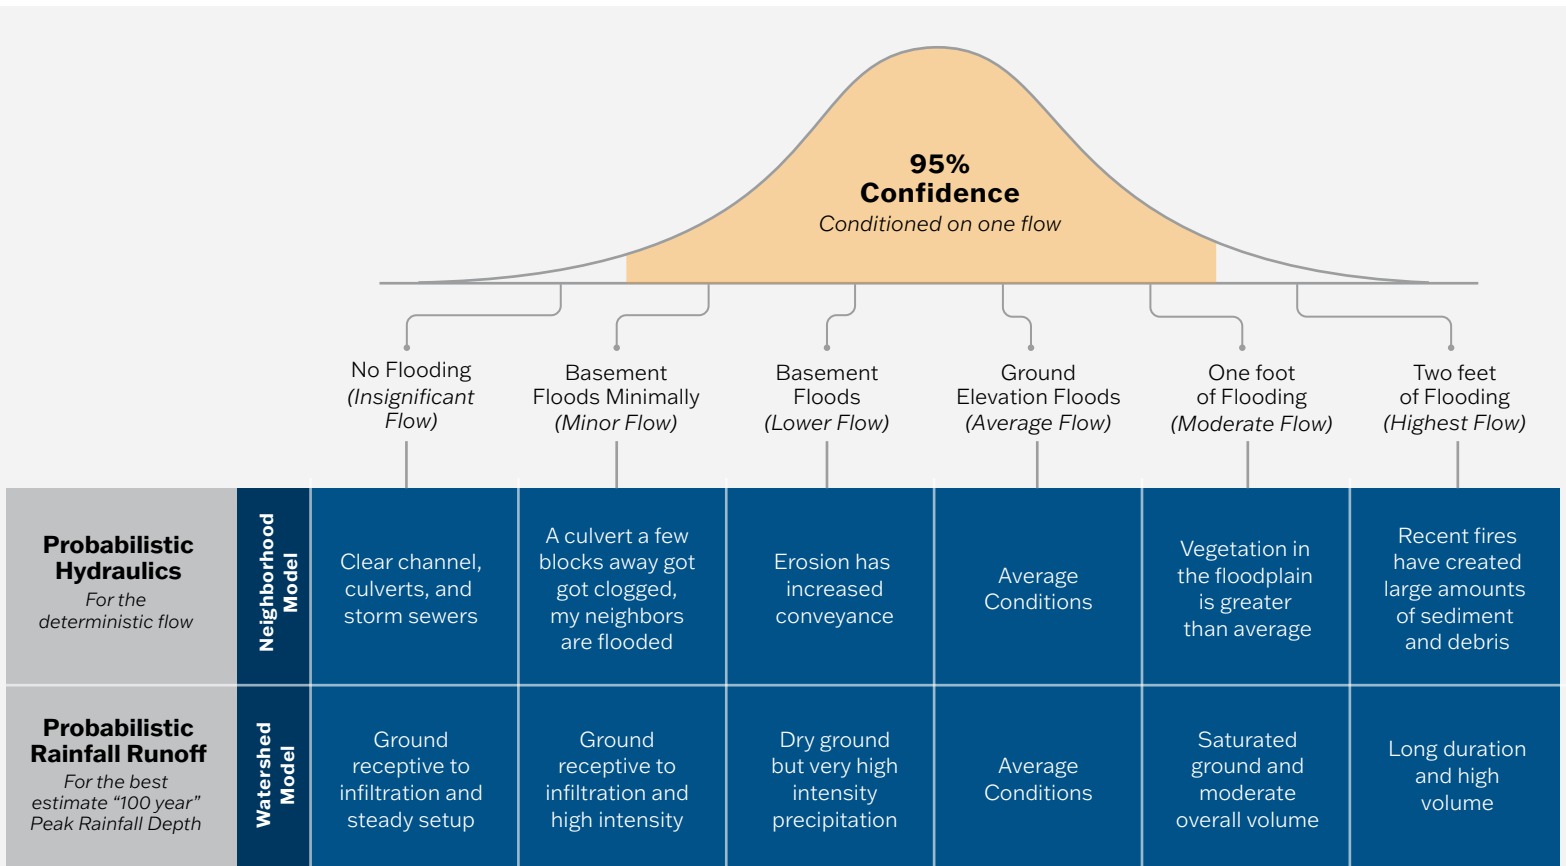 95%
Confidence
Conditioned on one flow
No Flooding
(Insignificant
Flow)
Basement
Floods Minimally
(Minor Flow)
Basement
Floods
(Lower Flow)
Ground
Elevation Floods
(Average Flow)
One foot
of Flooding
(Moderate Flow)
Two feet
of Flooding
(Highest Flow)
Probabilistic
Hydraulics
For the
deterministic flow
Neighborhood
Model
Clear channel,
culverts, and
storm sewers
A culvert a few
blocks away got
got clogged,
my neighbors
are flooded
Erosion has
increased
conveyance
Average
Conditions
Vegetation in
the floodplain
is greater
than average
Recent fires
have created
large amounts
of sediment
and debris
Probabilistic
Rainfall Runoff
For the best
estimate “100 year”
Peak Rainfall Depth
Watershed
Model
Ground
receptive to
infiltration and
steady setup
Ground
receptive to
infiltration and
high intensity
Dry ground
but very high
intensity
precipitation
Average
Conditions
Saturated
ground and
moderate
overall volume
Long duration
and high
volume